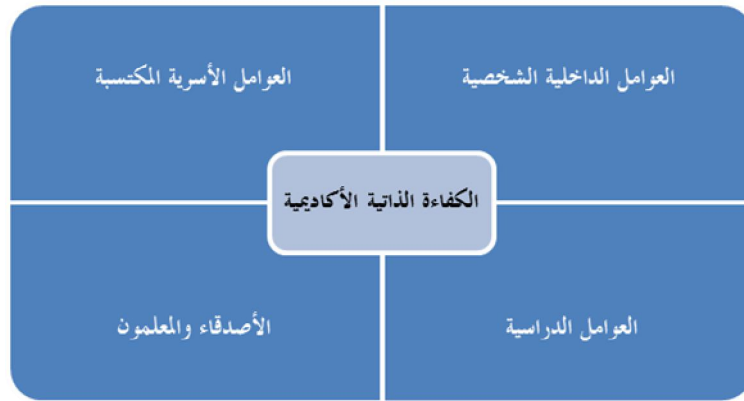 العوامل الداخلية الشخصية
العوامل الأسرية المكتسبة
الكفاءة الذاتية الأكاديمية
العوامل الدراسية
الأصدقاء والمعلمون